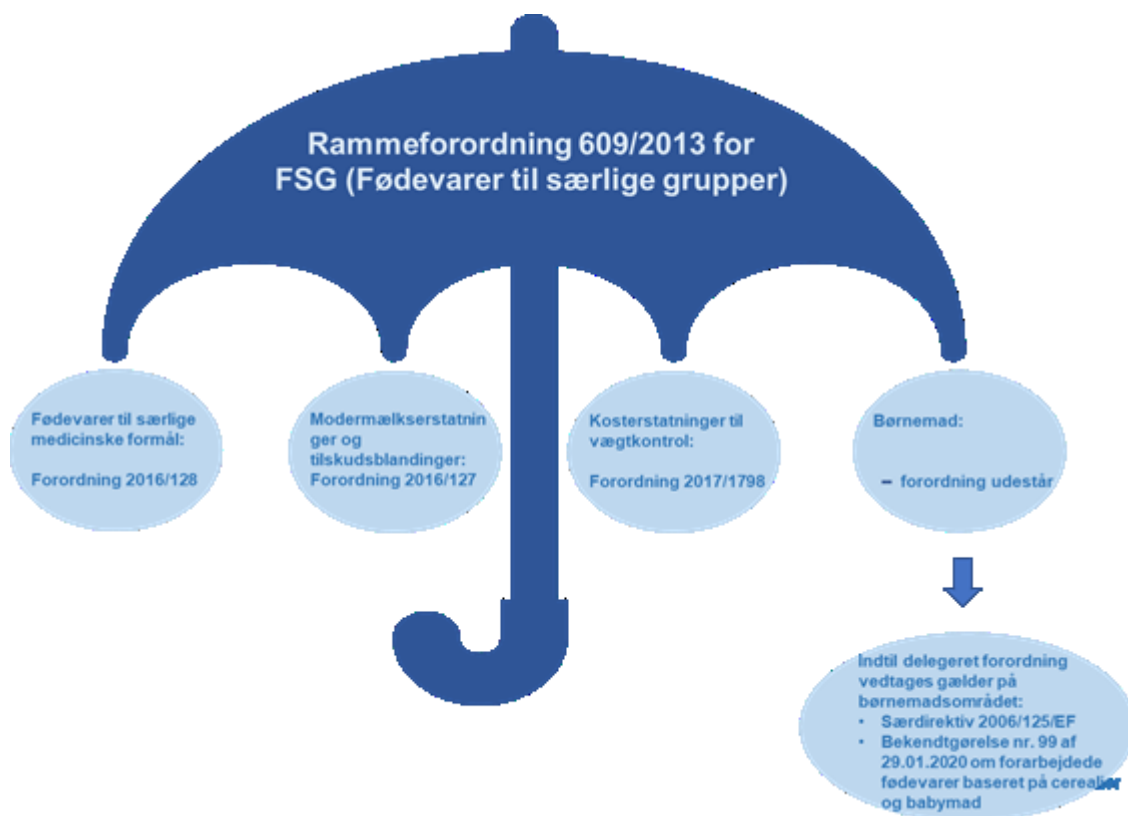 Rammeforordning 609/2013 for
FSG (Fødevarer til særlige grupper)
Fødevarer til særlige
medicinske formål:
Forordning 2016/128
Modermælkserstatnin
ger og
tilskudsblandinger:
Forordning 2016/127
Kosterstatninger til
vægtkontrol:
Forordning 2017/1798
Børnemad:
– forordning udestår
Indtil delegeret forordning
vedtages gælder på
børnemadsområdet:
• Særdirektiv 2006/125/EF
• Bekendtgørelse nr. 99 af
29.01.2020 om forarbejdede
fødevarer baseret på cerealier
og babymad